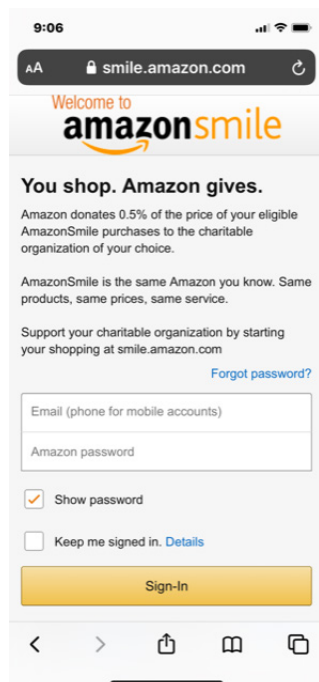 9:06
AA smile.amazon.com
Welcome to
amazonsmile
You shop. Amazon gives.
Amazon donates 0.5% of the price of your eligible
AmazonSmile purchases to the charitable
organization of your choice.
AmazonSmile is the same Amazon you know. Same
products, same prices, same service.
Support your charitable organization by starting
your shopping at smile.amazon.com
Forgot password?
Email (phone for mobile accounts)
Amazon password
Show password
Keep me signed in. Details
Sign-In